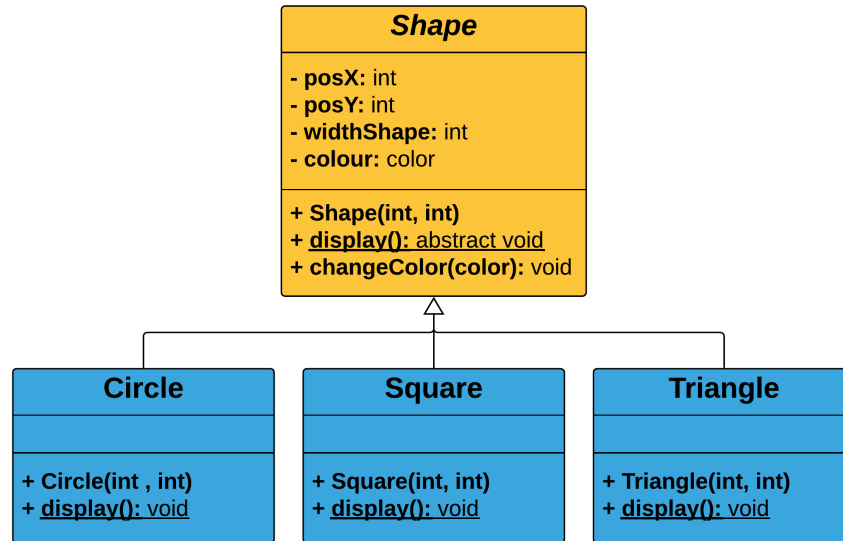 Shape
- posX: int
- posY: int
- widthShape: int
- colour: color
+ Shape(int, int)
+ display(): abstract void
+ changeColor(color): void
Circle
+ Circle(int , int)
+ display(): void
Square
+ Square(int, int)
+ display(): void
Triangle
+ Triangle(int, int)
+ display(): void